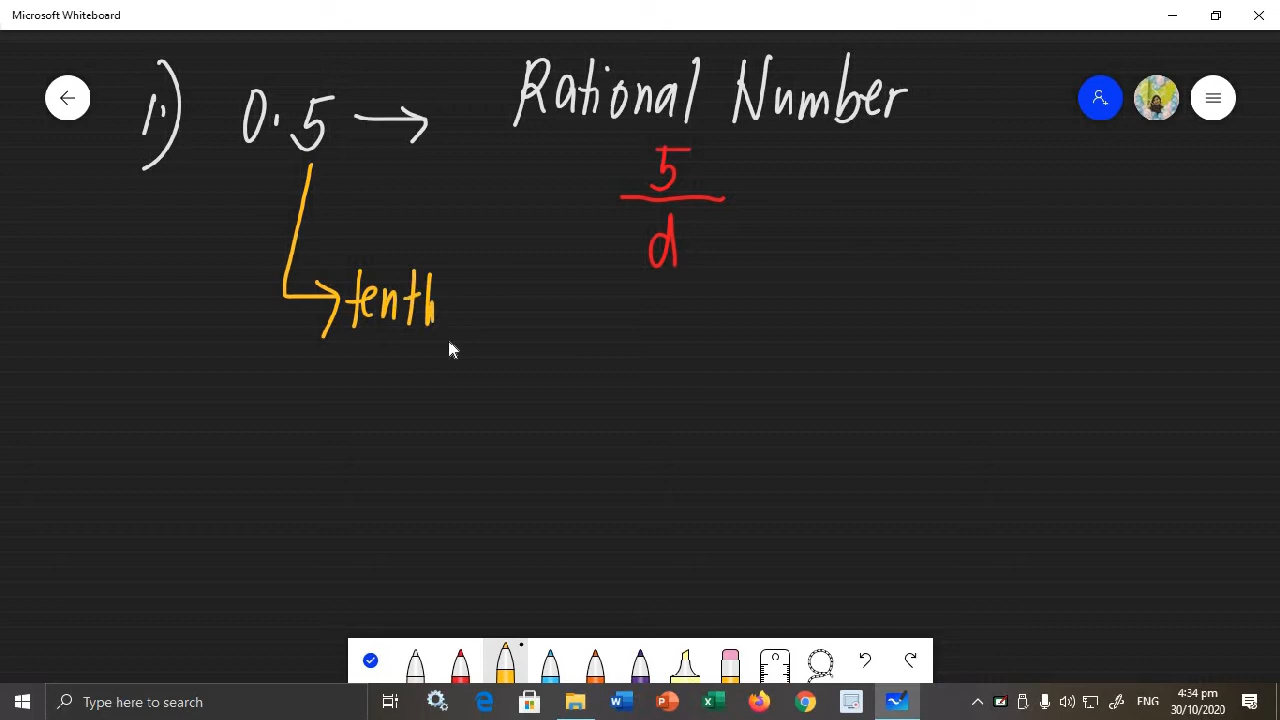 Microsoft Whiteboard
1.) 0.5 → Rational Number
5
d
tenth
Type here to search
ENG
4:34 pm
30/10/2020